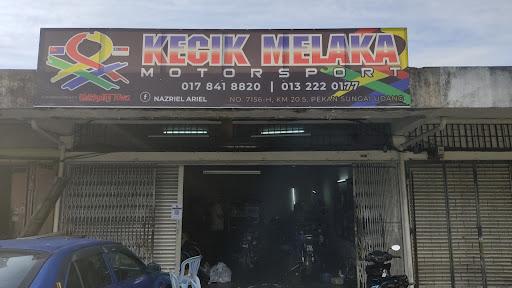 KECIK MELAKA
MOTORSPORT
017 841 8820 | 013 222 0177
NAZRIEL ARIEL
NO. 7156-H, KM 20.5, PEKAN SUNGAI UDANG